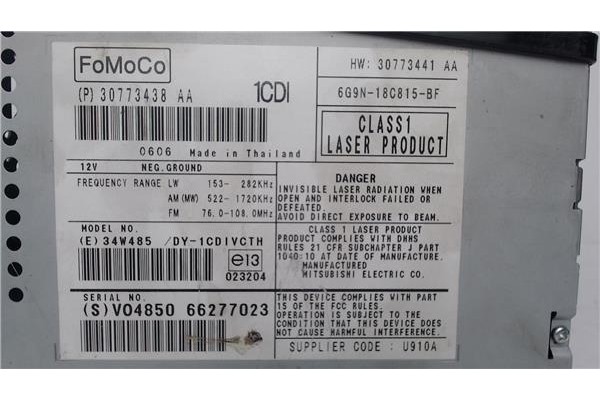 FoMoCo
(P) 30773438 AA
1CDI
0606 Made in Thailand
12V NEG.GROUND
FREQUENCY RANGE LW 153- 282KHz
AM (MW) 522-1720KHz
FM 76.0-108.0MHz
MODEL NO.
(E) 34W485 /DY-1CDIVCTH
e13
023204
SERIAL NO.
(S)V04850 66277023
HW: 30773441 AA
6G9N-18C815-BF
CLASS1
LASER PRODUCT
DANGER
INVISIBLE LASER RADIATION WHEN
OPEN AND INTERLOCK FAILED OR
DEFEATED
AVOID DIRECT EXPOSURE TO BEAM.
CLASS 1 LASER PRODUCT
PRODUCT COMPLIES WITH DHHS
RULES 21 CFR SUBCHAPTER J PART
1040:10 AT DATE OF MANUFACTURE.
MANUFACTURED
MITSUBISHI ELECTRIC CO.
THIS DEVICE COMPLIES WITH PART
15 OF THE FCC RULES.
OPERATION IS SUBJECT TO THE
CONDITION THAT THIS DEVICE DOES
NOT CAUSE HARMFUL INTERFERENCE.
SUPPLIER CODE : U910A